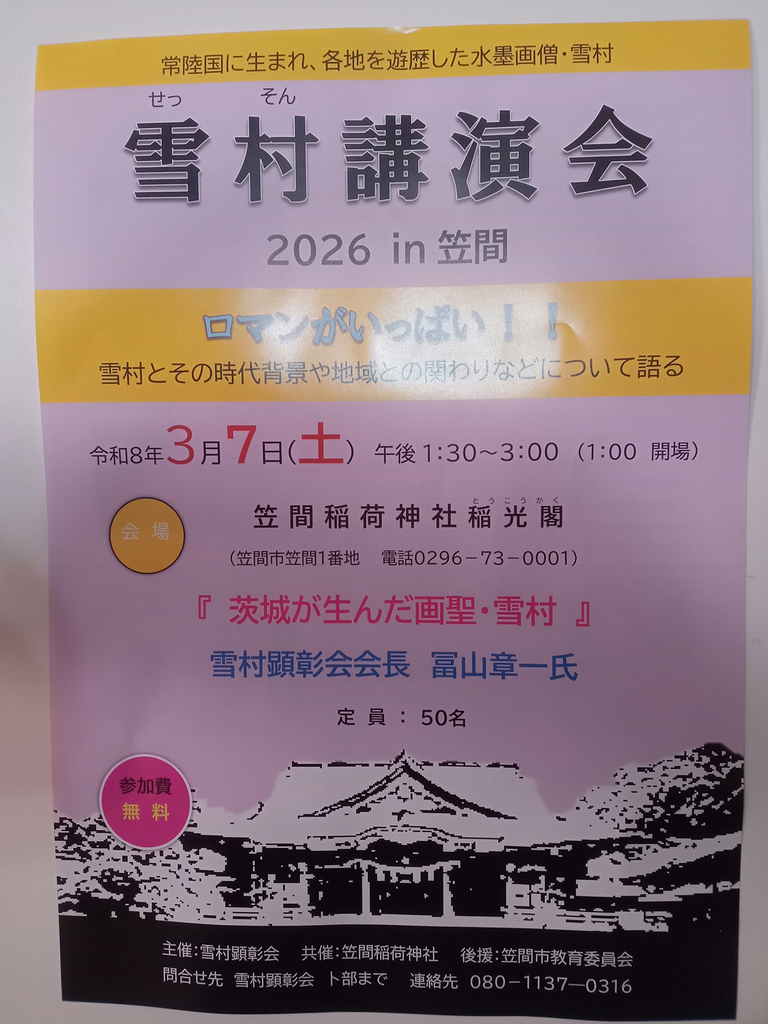 常陸国に生まれ、各地を遊歴した水墨画僧・雪村
せっ そん
雪村講演会
2026 in 笠間
ロマンがいっぱい！！
雪村とその時代背景や地域との関わりなどについて語る
令和8年3月7日(土) 午後1:30～3:00 (1:00 開場)
とうこうかく
会場 笠間稲荷神社稲光閣
(笠間市笠間1番地 電話0296-73-0001)
『茨城が生んだ画聖・雪村』
雪村顕彰会会長 冨山章一氏
定員：50名
参加費
無料
主催：雪村顕彰会 共催：笠間稲荷神社 後援：笠間市教育委員会
問合せ先 雪村顕彰会 卜部まで 連絡先 080-1137―0316